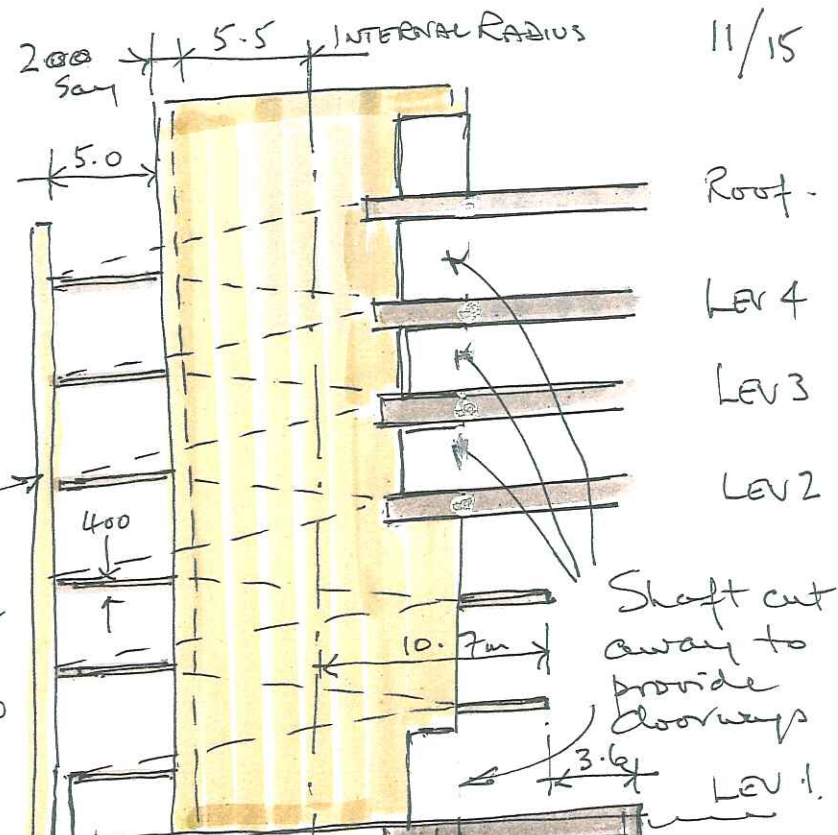 200
Say
5.5
INTERNAL RADIUS
11/15
5.0
Roof.
LEV 4
LEV 3
LEV 2
400
10.7m
Shaft cut
away to
provide
doorways
3.6
LEV 1.